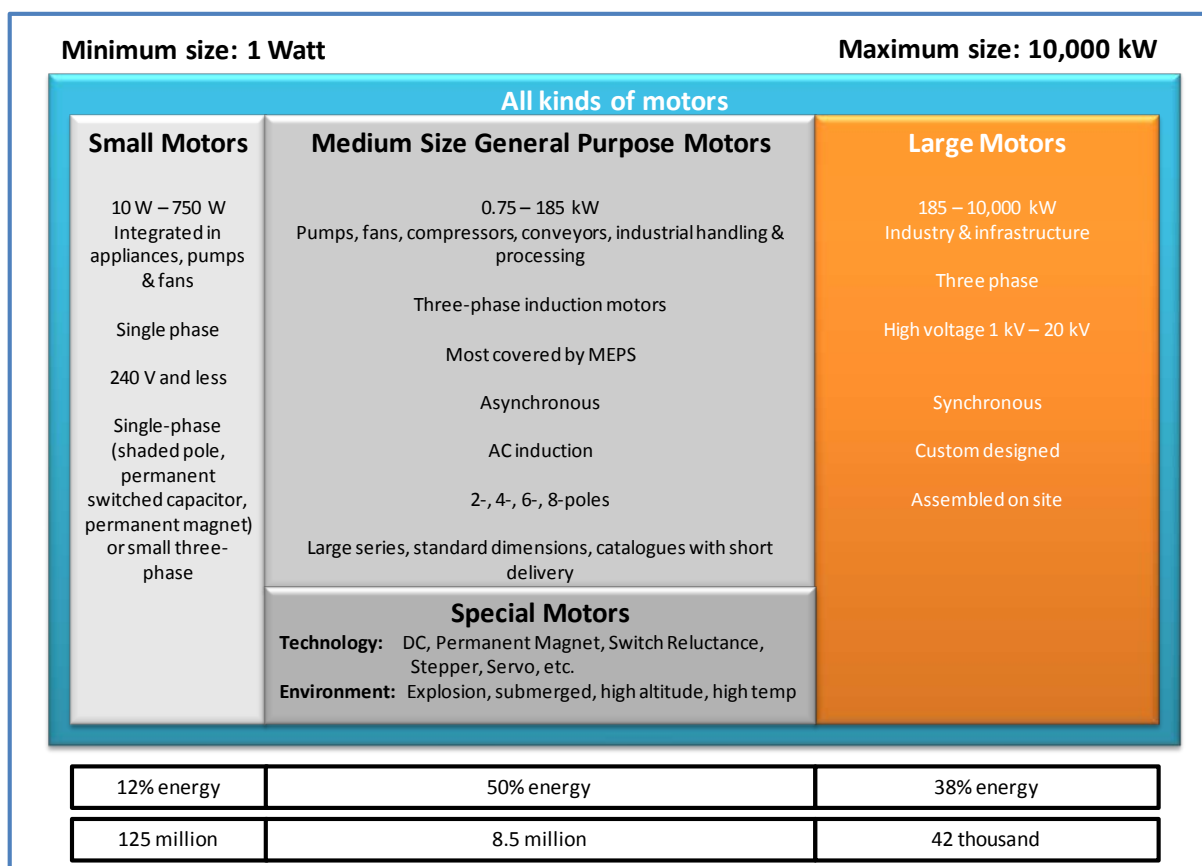 Minimum size: 1 Watt
Maximum size: 10,000 kW
All kinds of motors
Small Motors
10 W – 750 W
Integrated in
appliances, pumps
& fans
Single phase
240 V and less
Single-phase
(shaded pole,
permanent
switched capacitor,
permanent magnet)
or small three-
phase
Medium Size General Purpose Motors
0.75 – 185 kW
Pumps, fans, compressors, conveyors, industrial handling &
processing
Three-phase induction motors
Most covered by MEPS
Asynchronous
AC induction
2-, 4-, 6-, 8-poles
Large series, standard dimensions, catalogues with short
delivery
Special Motors
Technology: DC, Permanent Magnet, Switch Reluctance,
Stepper, Servo, etc.
Environment: Explosion, submerged, high altitude, high temp
Large Motors
185 – 10,000 kW
Industry & infrastructure
Three phase
High voltage 1 kV – 20 kV
Synchronous
Custom designed
Assembled on site
12% energy
50% energy
38% energy
125 million
8.5 million
42 thousand